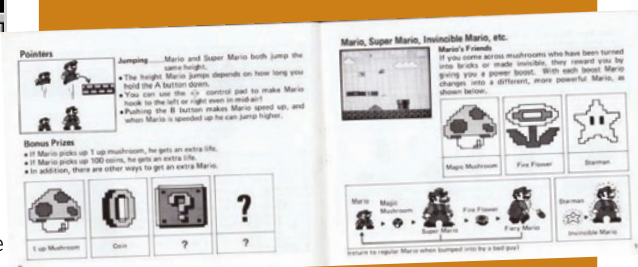 Pointers
Jumping......Mario and Super Mario both jump the
same height.
• The height Mario jumps depends on how long you
hold the A button down.
• You can use the <> control pad to make Mario
hook to the left or right even in mid-air!
• Pushing the B button makes Mario speed up, and
when Mario is speeded up he can jump higher.
Bonus Prizes
• If Mario picks up 1 up mushroom, he gets an extra life.
• If Mario picks up 100 coins, he gets an extra life.
• In addition, there are other ways to get an extra Mario.
?
?
1 up Mushroom
Coin
?
?
e
Mario, Super Mario, Invincible Mario, etc.
Mario's Friends
If you come across mushrooms who have been turned
into bricks or made invisible, they reward you by
giving you a power boost. With each boost Mario
changes into a different, more powerful Mario, as
shown below.
Magic Mushroom
Fire Flower
Starman
Mario
Magic
Mushroom
Super Mario
Fire Flower
Fiery Mario
Starman
Invincible Mario
(return to regular Mario when bumped into by a bad guy)